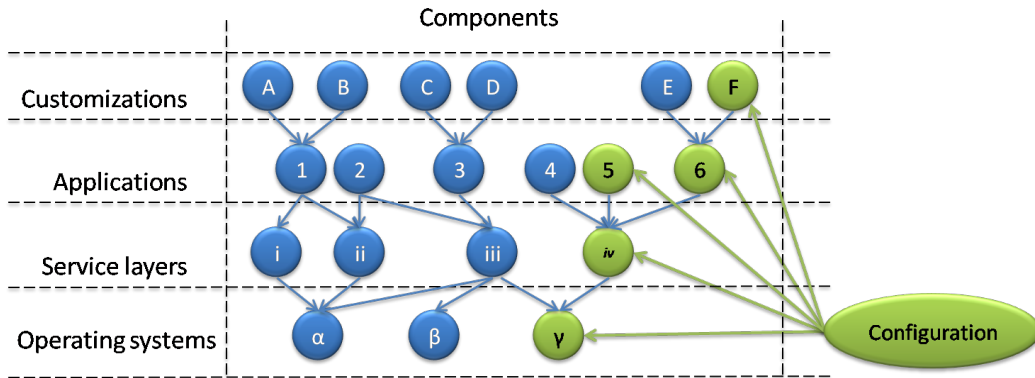 Components
Customizations A B C D E F
Applications 1 2 3 4 5 6
Service layers i ii iii iv
Operating systems α β γ Configuration